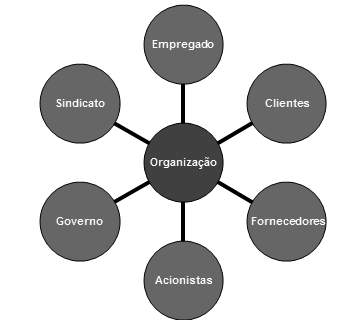 Empregado
Sindicato
Clientes
Organização
Governo
Fornecedores
Acionistas